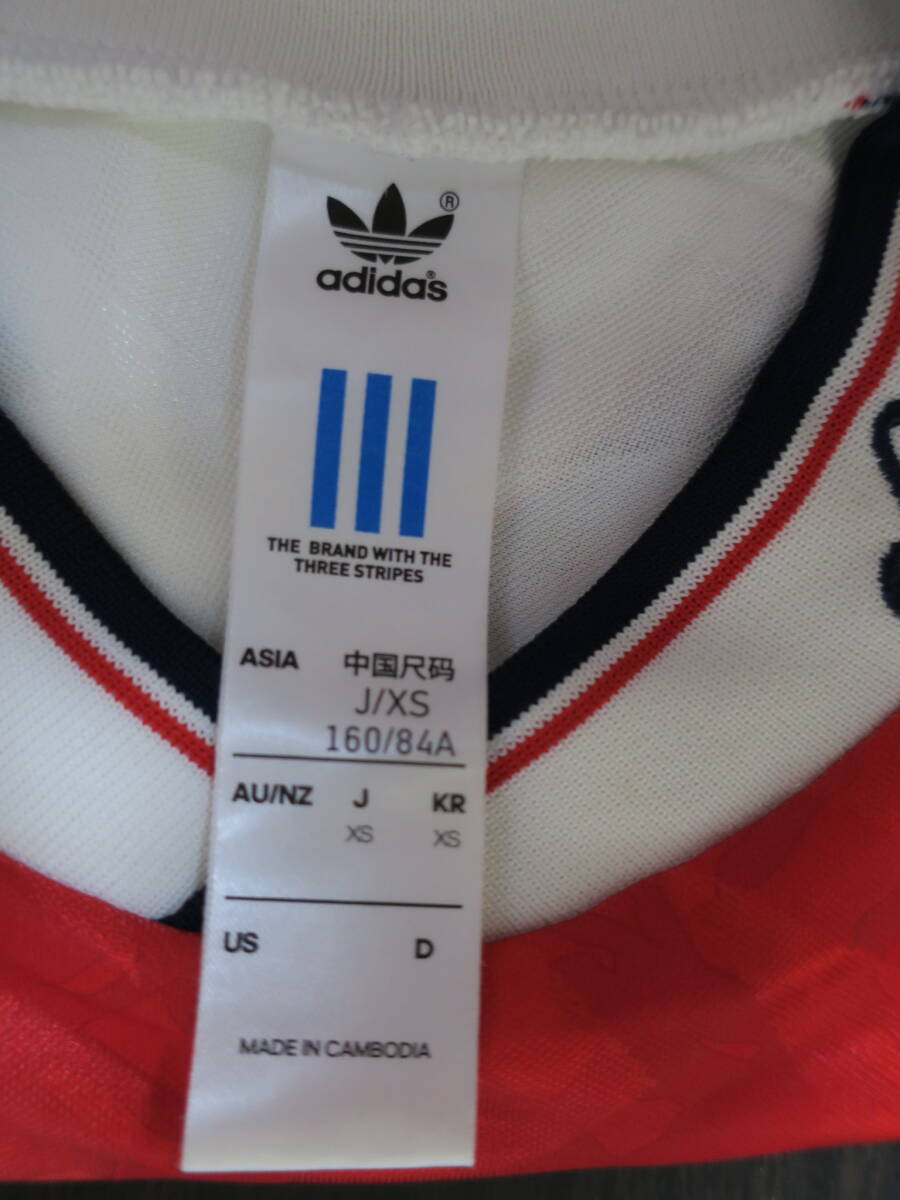 ®
adidas®
THE BRAND WITH THE
THREE STRIPES
ASIA 中国尺码
J/XS
160/84A
AU/NZ J KR
XS XS
US D
MADE IN CAMBODIA